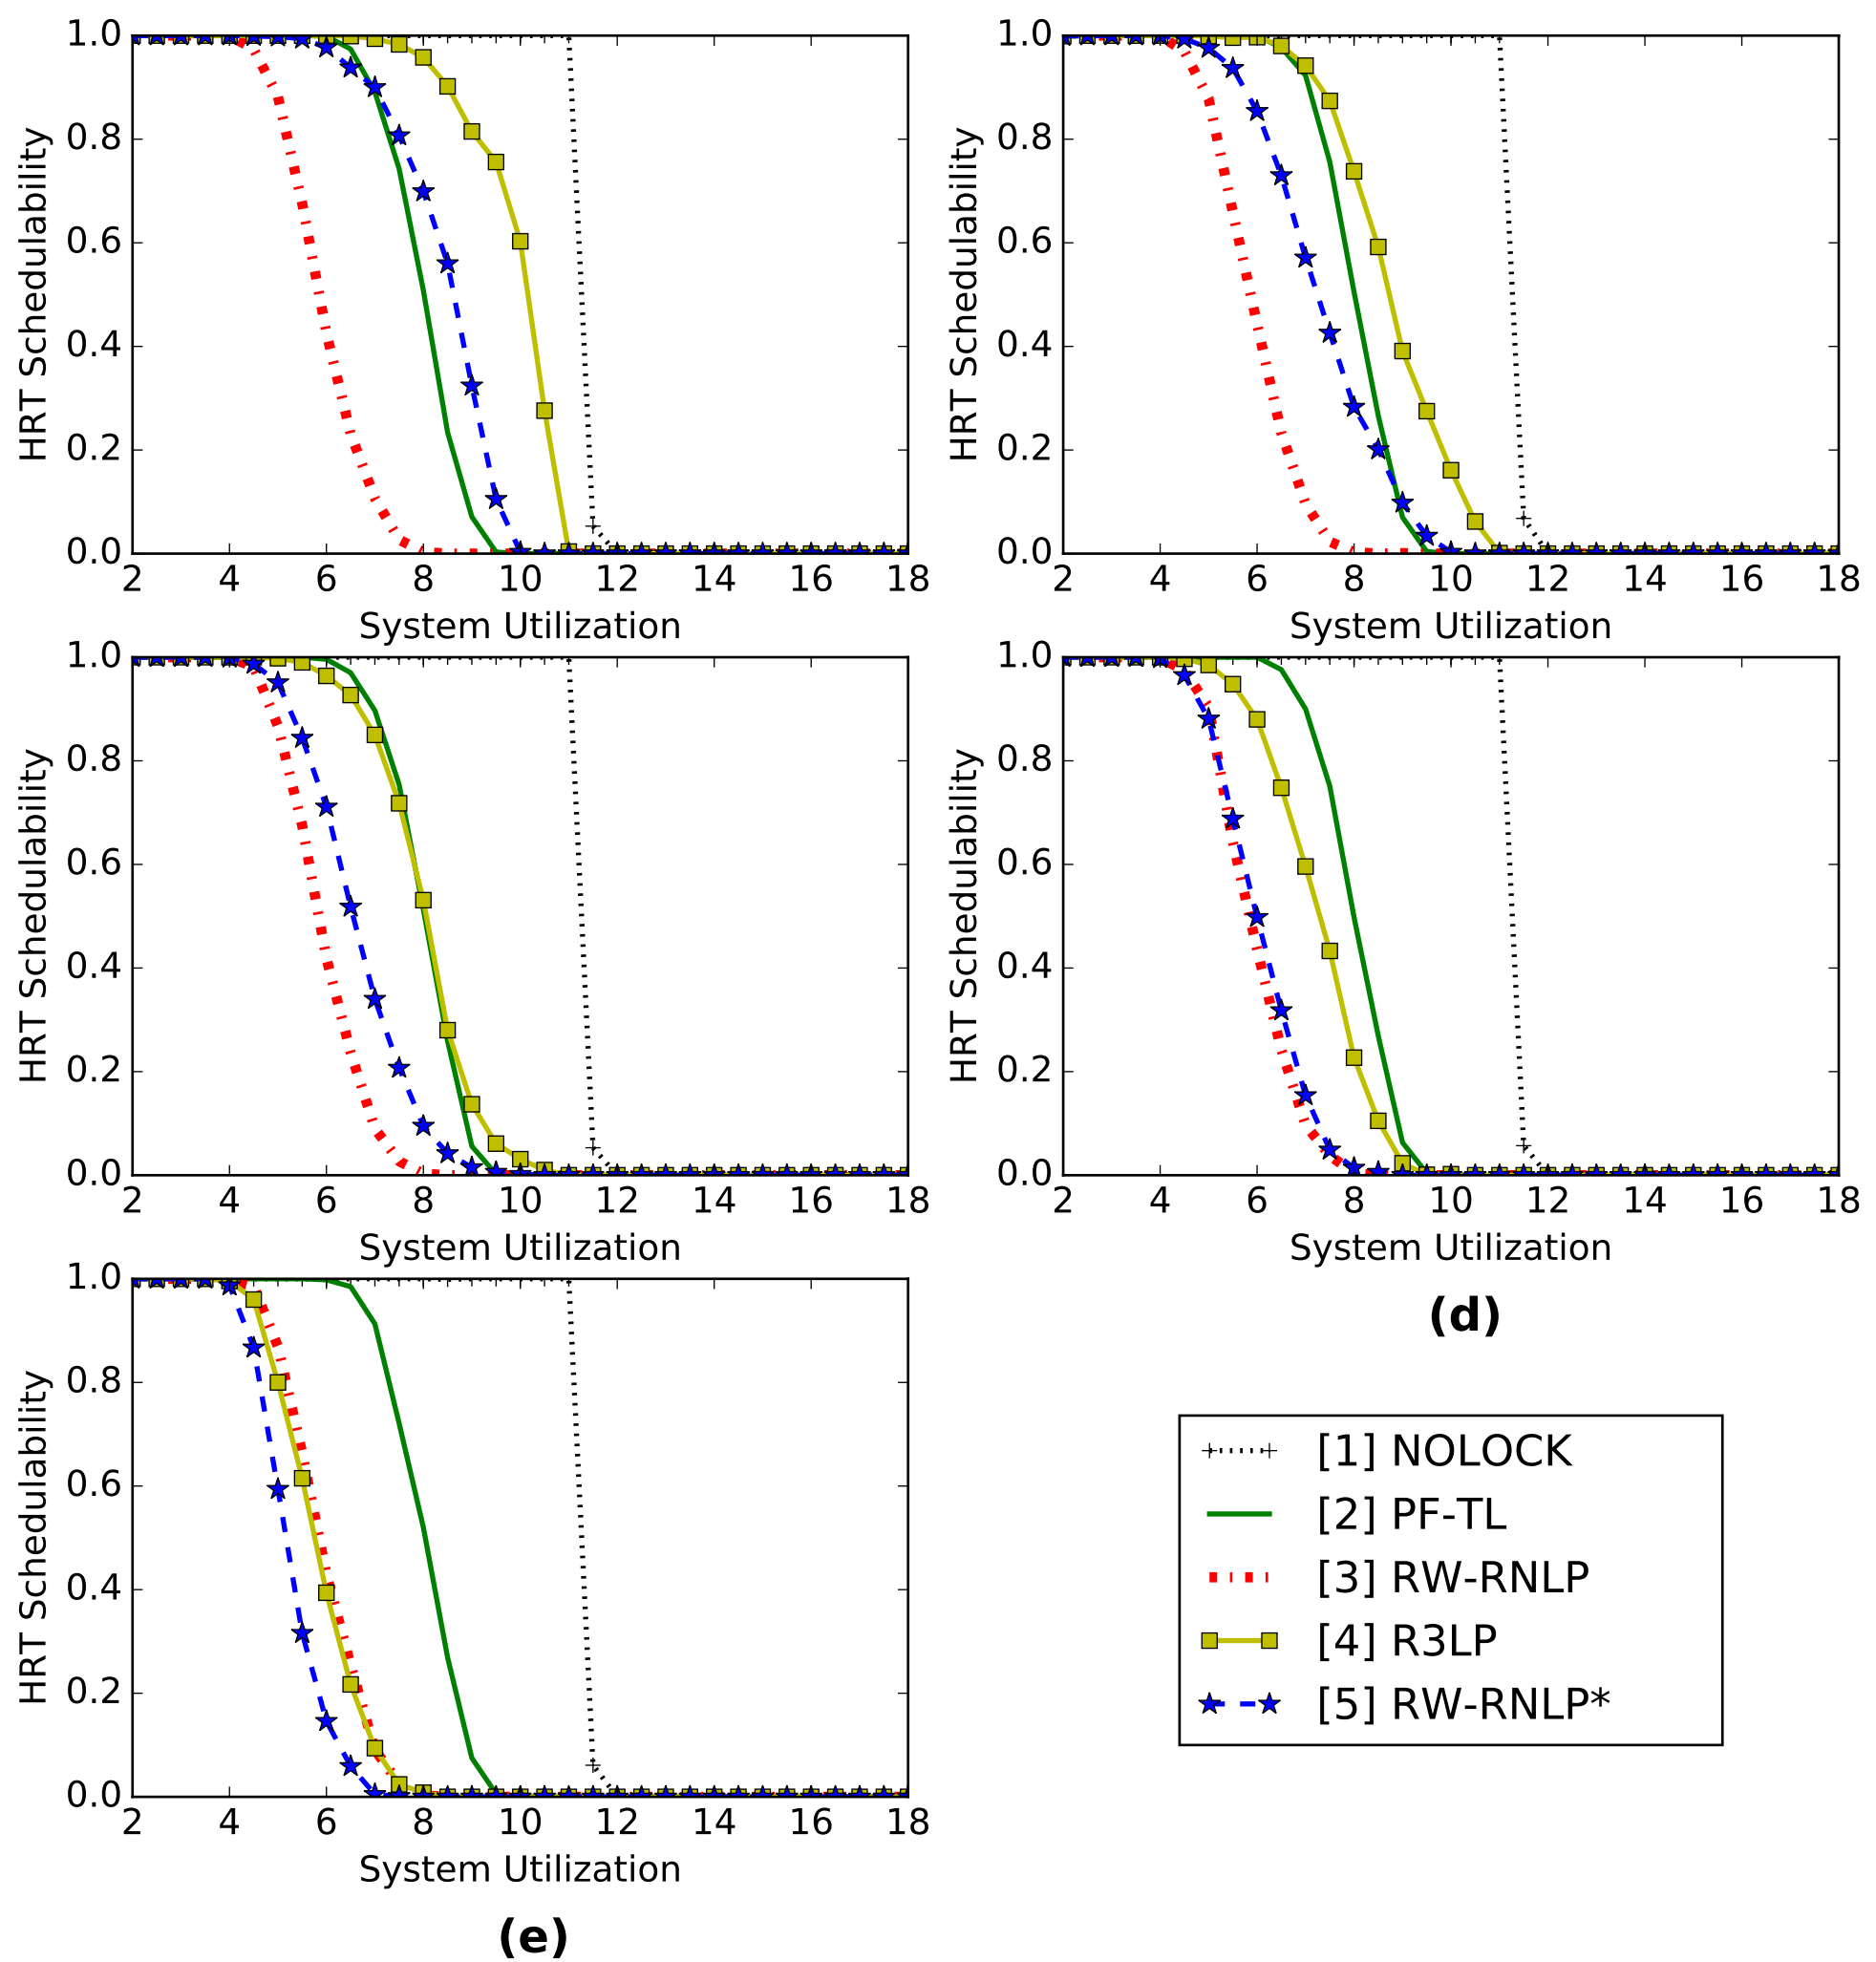 1.0
0.8
0.6
0.4
0.2
0.0
HRT Schedulability
2 4 6 8 10 12 14 16 18
System Utilization
1.0
0.8
0.6
0.4
0.2
0.0
HRT Schedulability
2 4 6 8 10 12 14 16 18
System Utilization
1.0
0.8
0.6
0.4
0.2
0.0
HRT Schedulability
2 4 6 8 10 12 14 16 18
System Utilization
1.0
0.8
0.6
0.4
0.2
0.0
HRT Schedulability
2 4 6 8 10 12 14 16 18
System Utilization
(d)
1.0
0.8
0.6
0.4
0.2
0.0
HRT Schedulability
2 4 6 8 10 12 14 16 18
System Utilization
(e)
[1] NOLOCK
[2] PF-TL
[3] RW-RNLP
[4] R3LP
[5] RW-RNLP*